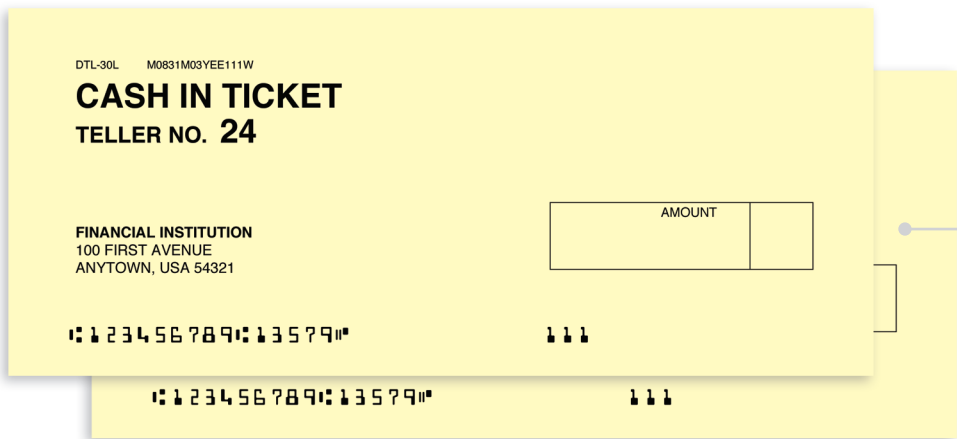 DTL-30L M0831M03YEE111W
CASH IN TICKET
TELLER NO. 24
AMOUNT
FINANCIAL INSTITUTION
100 FIRST AVENUE
ANYTOWN, USA 54321
⑆123456789⑆13579⑈ 111
⑆123456789⑆13579⑈ 111